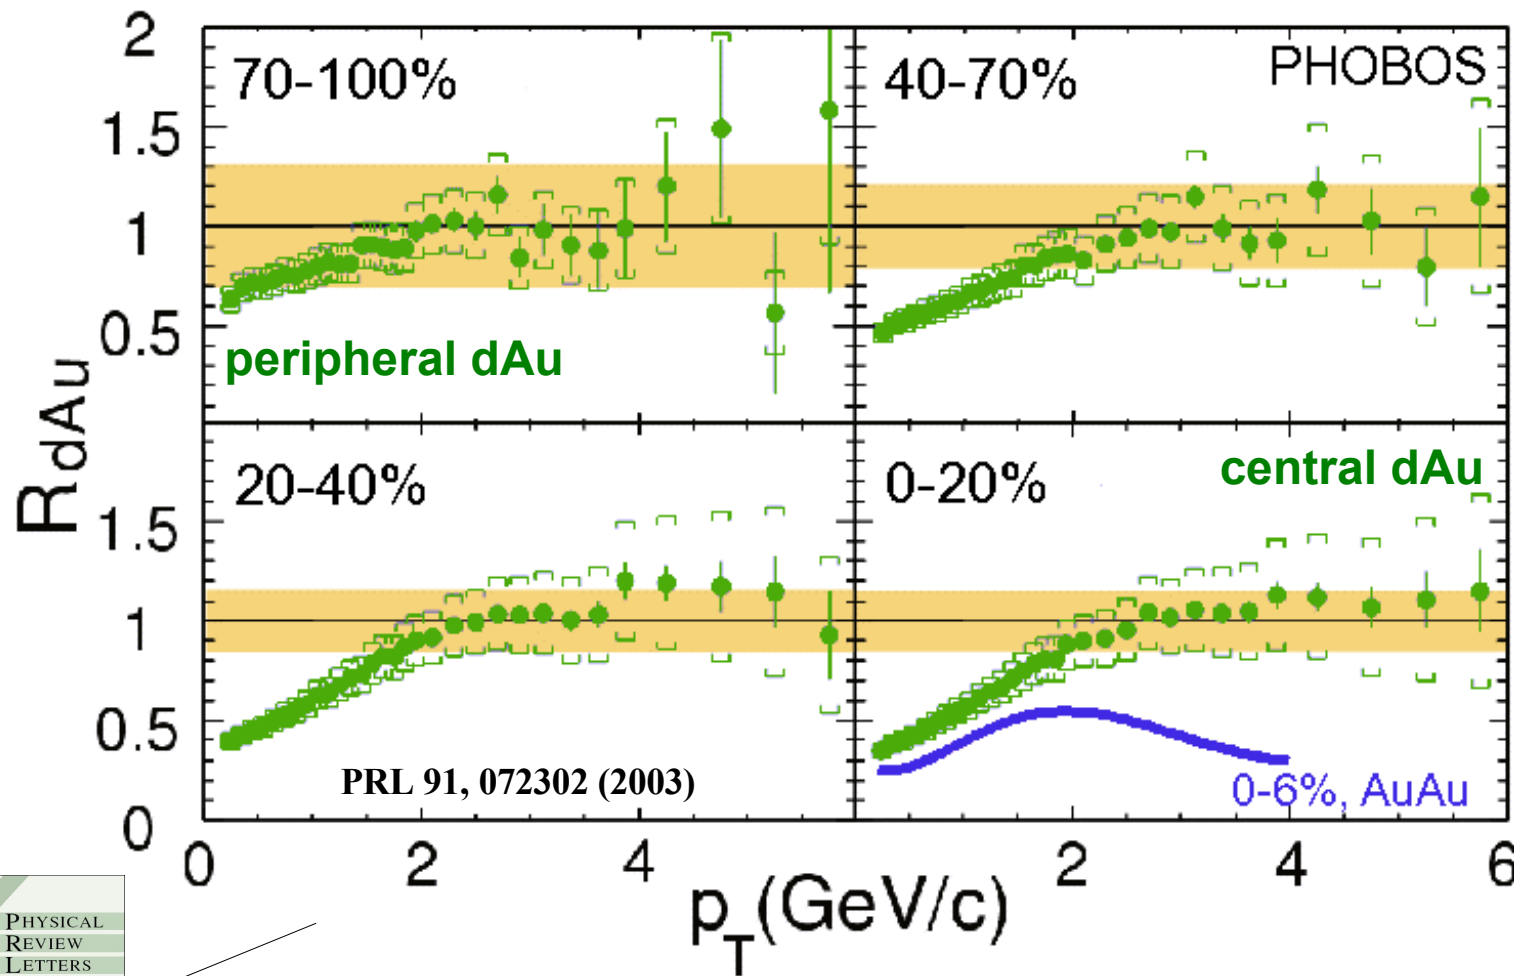 2
70-100%
40-70%
PHOBOS
1.5
1
0.5
peripheral dAu
RdAu
20-40%
0-20%
central dAu
1.5
1
0.5
PRL 91, 072302 (2003)
0-6%, AuAu
0
0 2 4 2 4 6
pT(GeV/c)
PHYSICAL
REVIEW
LETTERS